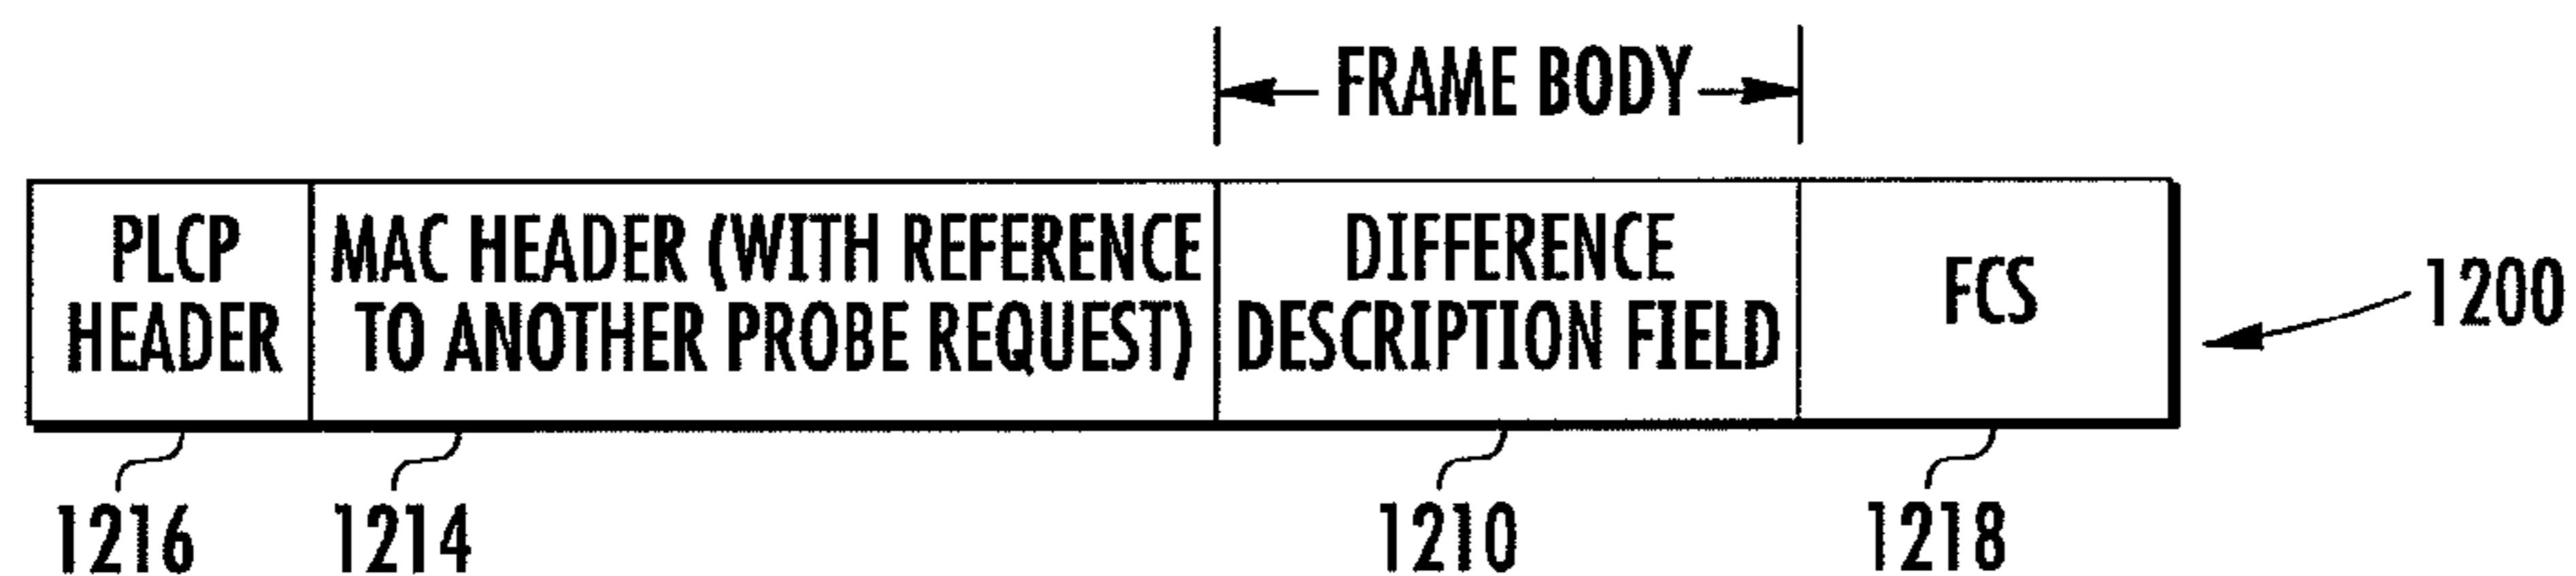 FRAME BODY
PLCP HEADER
MAC HEADER (WITH REFERENCE TO ANOTHER PROBE REQUEST)
DIFFERENCE DESCRIPTION FIELD
FCS
1200
1216
1214
1210
1218